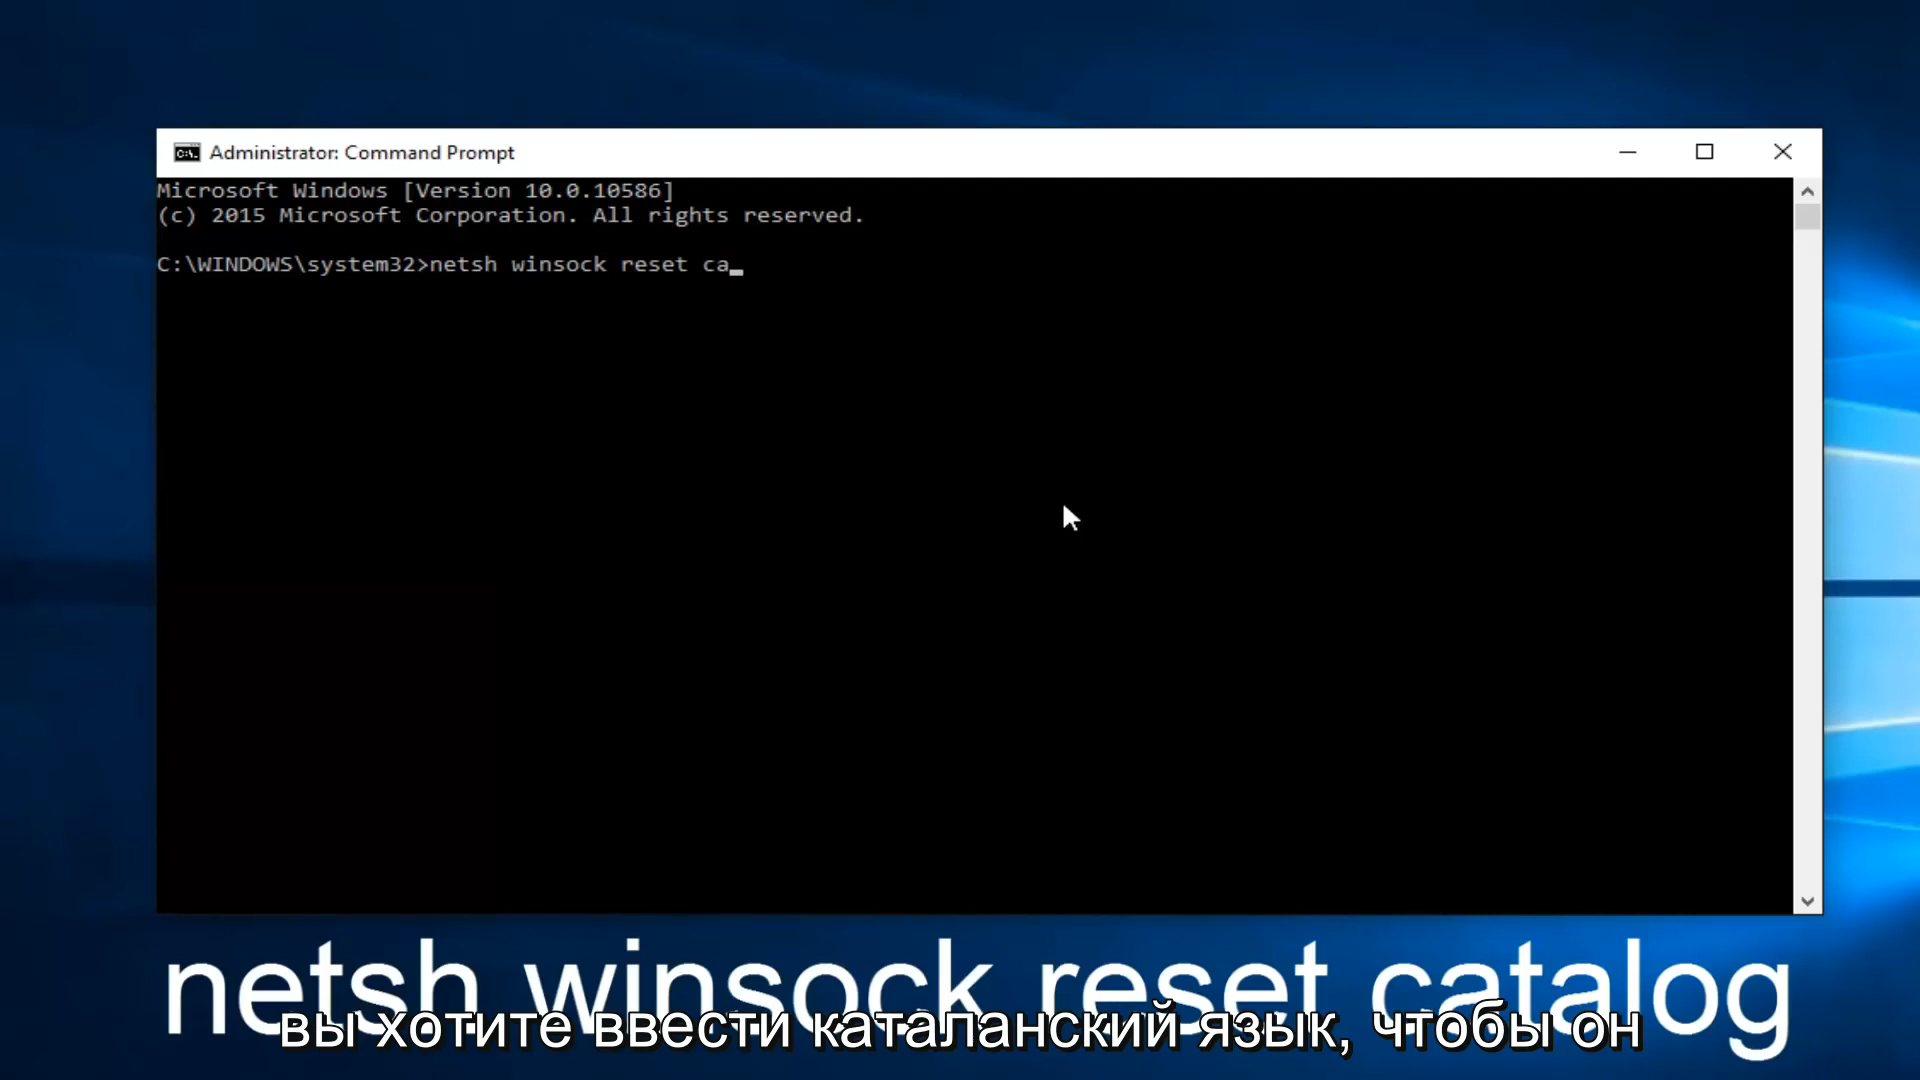 Administrator: Command Prompt
Microsoft Windows [Version 10.0.10586]
(c) 2015 Microsoft Corporation. All rights reserved.
C:\WINDOWS\system32>netsh winsock reset ca
netsh winsock reset catalog
вы хотите ввести каталанский язык, чтобы он